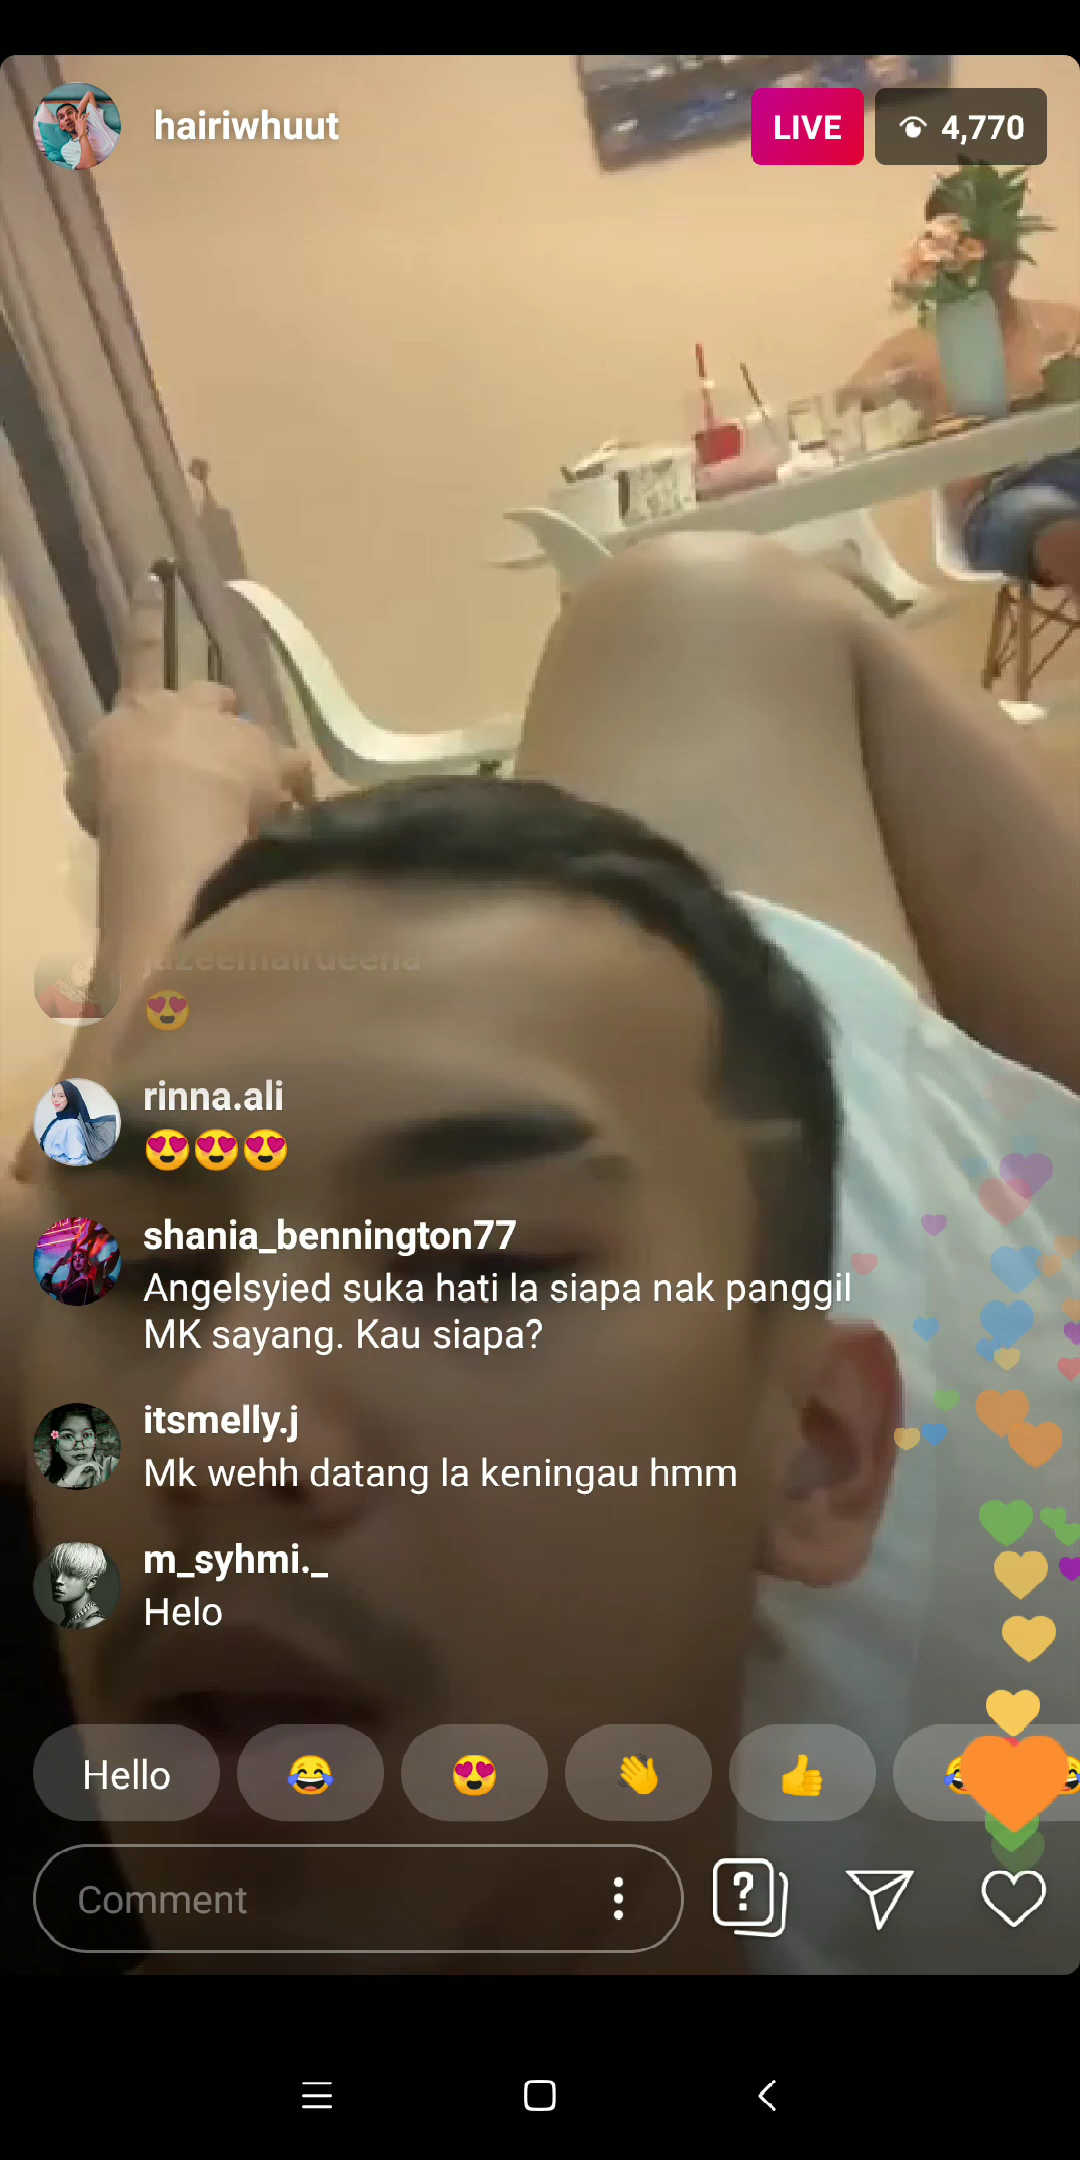 hairiwhuut
LIVE
4,770
😍
rinna.ali
😍😍😍
shania_bennington77
Angelsyied suka hati la siapa nak panggil
MK sayang. Kau siapa?
itsmelly.j
Mk wehh datang la keningau hmm
m_syhmi._
Helo
Hello 😂 😍 👋 👍 😂
Comment